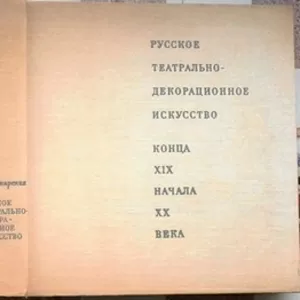 РУССКОЕ
ТЕАТРАЛЬНО-
ДЕКОРАЦИОННОЕ
ИСКУССТВО
КОНЦА
XIX
НАЧАЛА
XX
ВЕКА